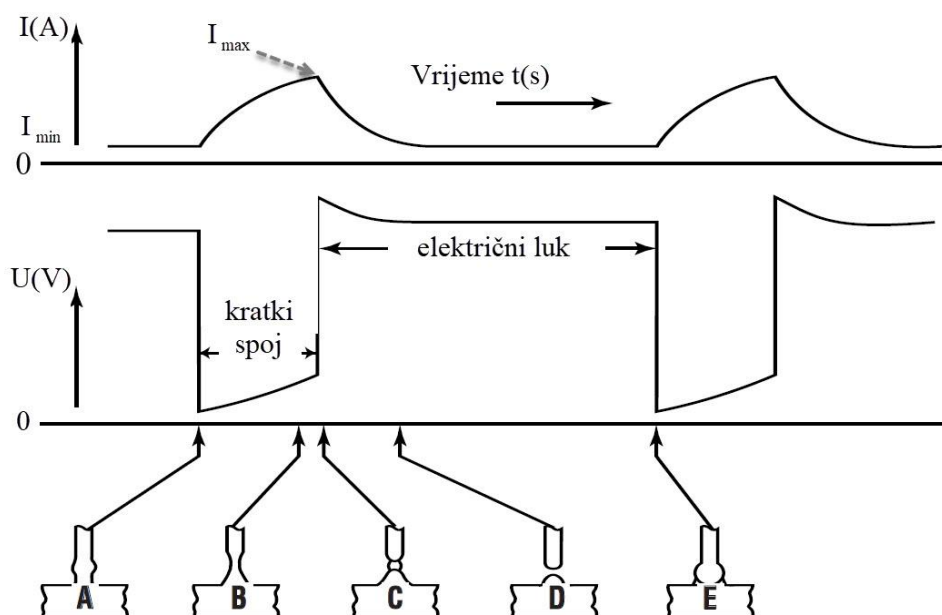 I(A)
I max
Vrijeme t(s)
I min
0
električni luk
U(V)
kratki
spoj
0
A
B
C
D
E